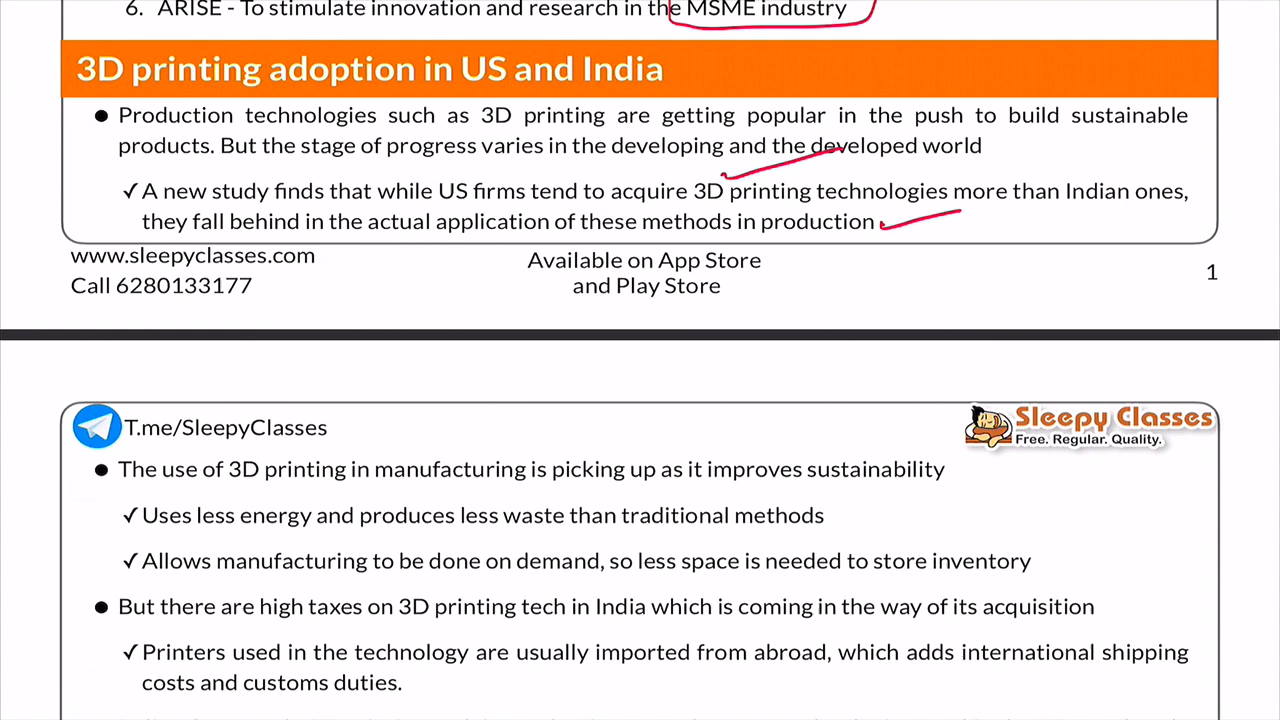 6. ARISE - To stimulate innovation and research in the MSME industry
3D printing adoption in US and India
● Production technologies such as 3D printing are getting popular in the push to build sustainable
products. But the stage of progress varies in the developing and the developed world
✓ A new study finds that while US firms tend to acquire 3D printing technologies more than Indian ones,
they fall behind in the actual application of these methods in production
www.sleepyclasses.com
Call 6280133177
Available on App Store
and Play Store
1
T.me/SleepyClasses
Sleepy Classes
Free. Regular. Quality.
● The use of 3D printing in manufacturing is picking up as it improves sustainability
✓ Uses less energy and produces less waste than traditional methods
✓ Allows manufacturing to be done on demand, so less space is needed to store inventory
● But there are high taxes on 3D printing tech in India which is coming in the way of its acquisition
✓ Printers used in the technology are usually imported from abroad, which adds international shipping
costs and customs duties.